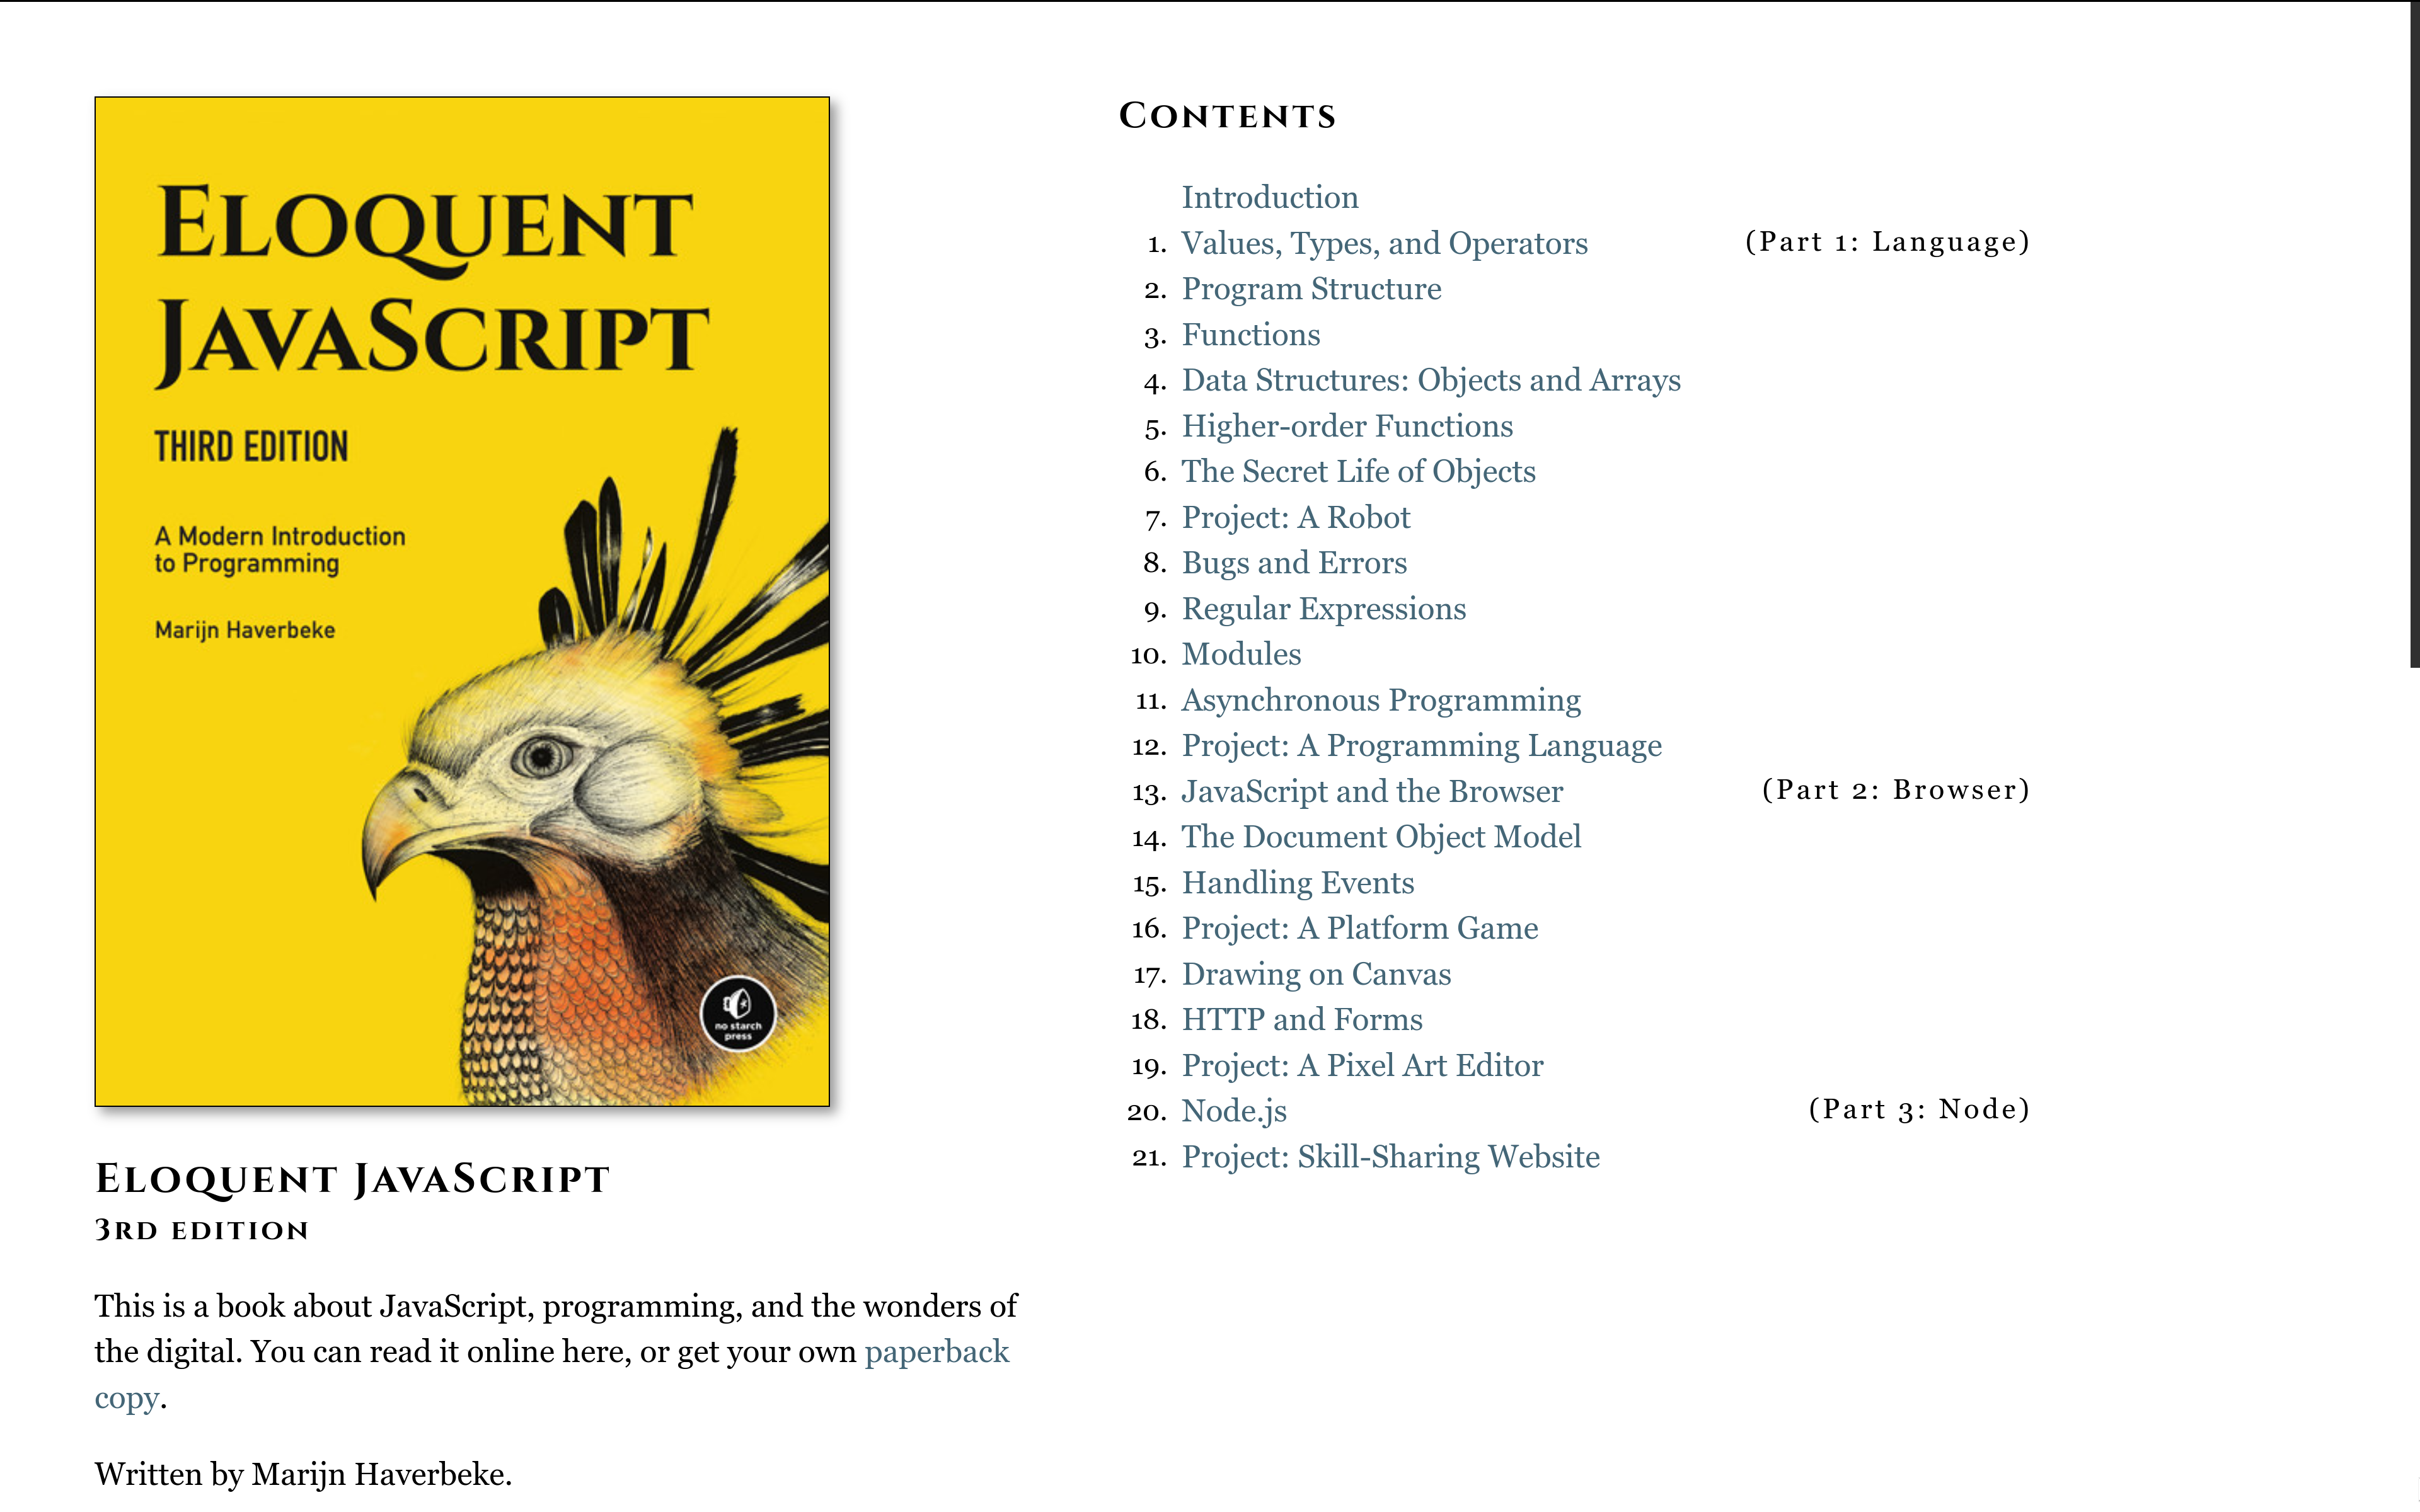 ELOQUENT
JAVASCRIPT
THIRD EDITION
A Modern Introduction
to Programming
Marijn Haverbeke
no starch
press
ELOQUENT JAVASCRIPT
3RD EDITION
This is a book about JavaScript, programming, and the wonders of
the digital. You can read it online here, or get your own paperback
copy.
Written by Marijn Haverbeke.
CONTENTS
Introduction
1. Values, Types, and Operators (Part 1: Language)
2. Program Structure
3. Functions
4. Data Structures: Objects and Arrays
5. Higher-order Functions
6. The Secret Life of Objects
7. Project: A Robot
8. Bugs and Errors
9. Regular Expressions
10. Modules
11. Asynchronous Programming
12. Project: A Programming Language
13. JavaScript and the Browser (Part 2: Browser)
14. The Document Object Model
15. Handling Events
16. Project: A Platform Game
17. Drawing on Canvas
18. HTTP and Forms
19. Project: A Pixel Art Editor
20. Node.js (Part 3: Node)
21. Project: Skill-Sharing Website